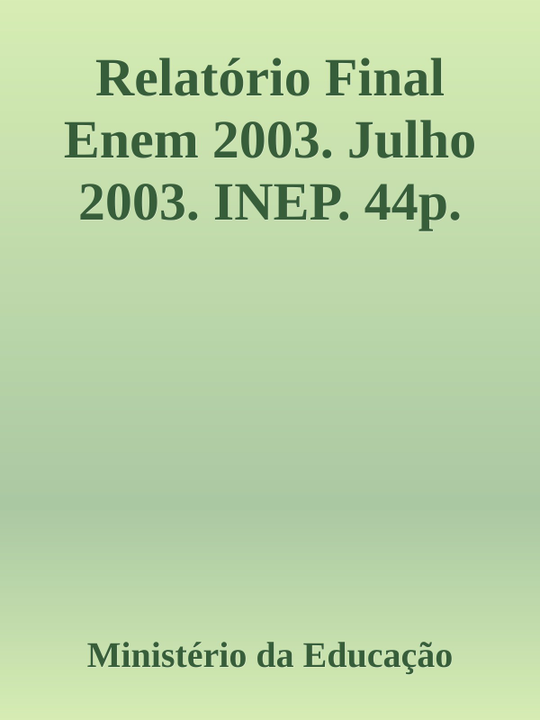 Relatório Final
Enem 2003. Julho
2003. INEP. 44p.
Ministério da Educação